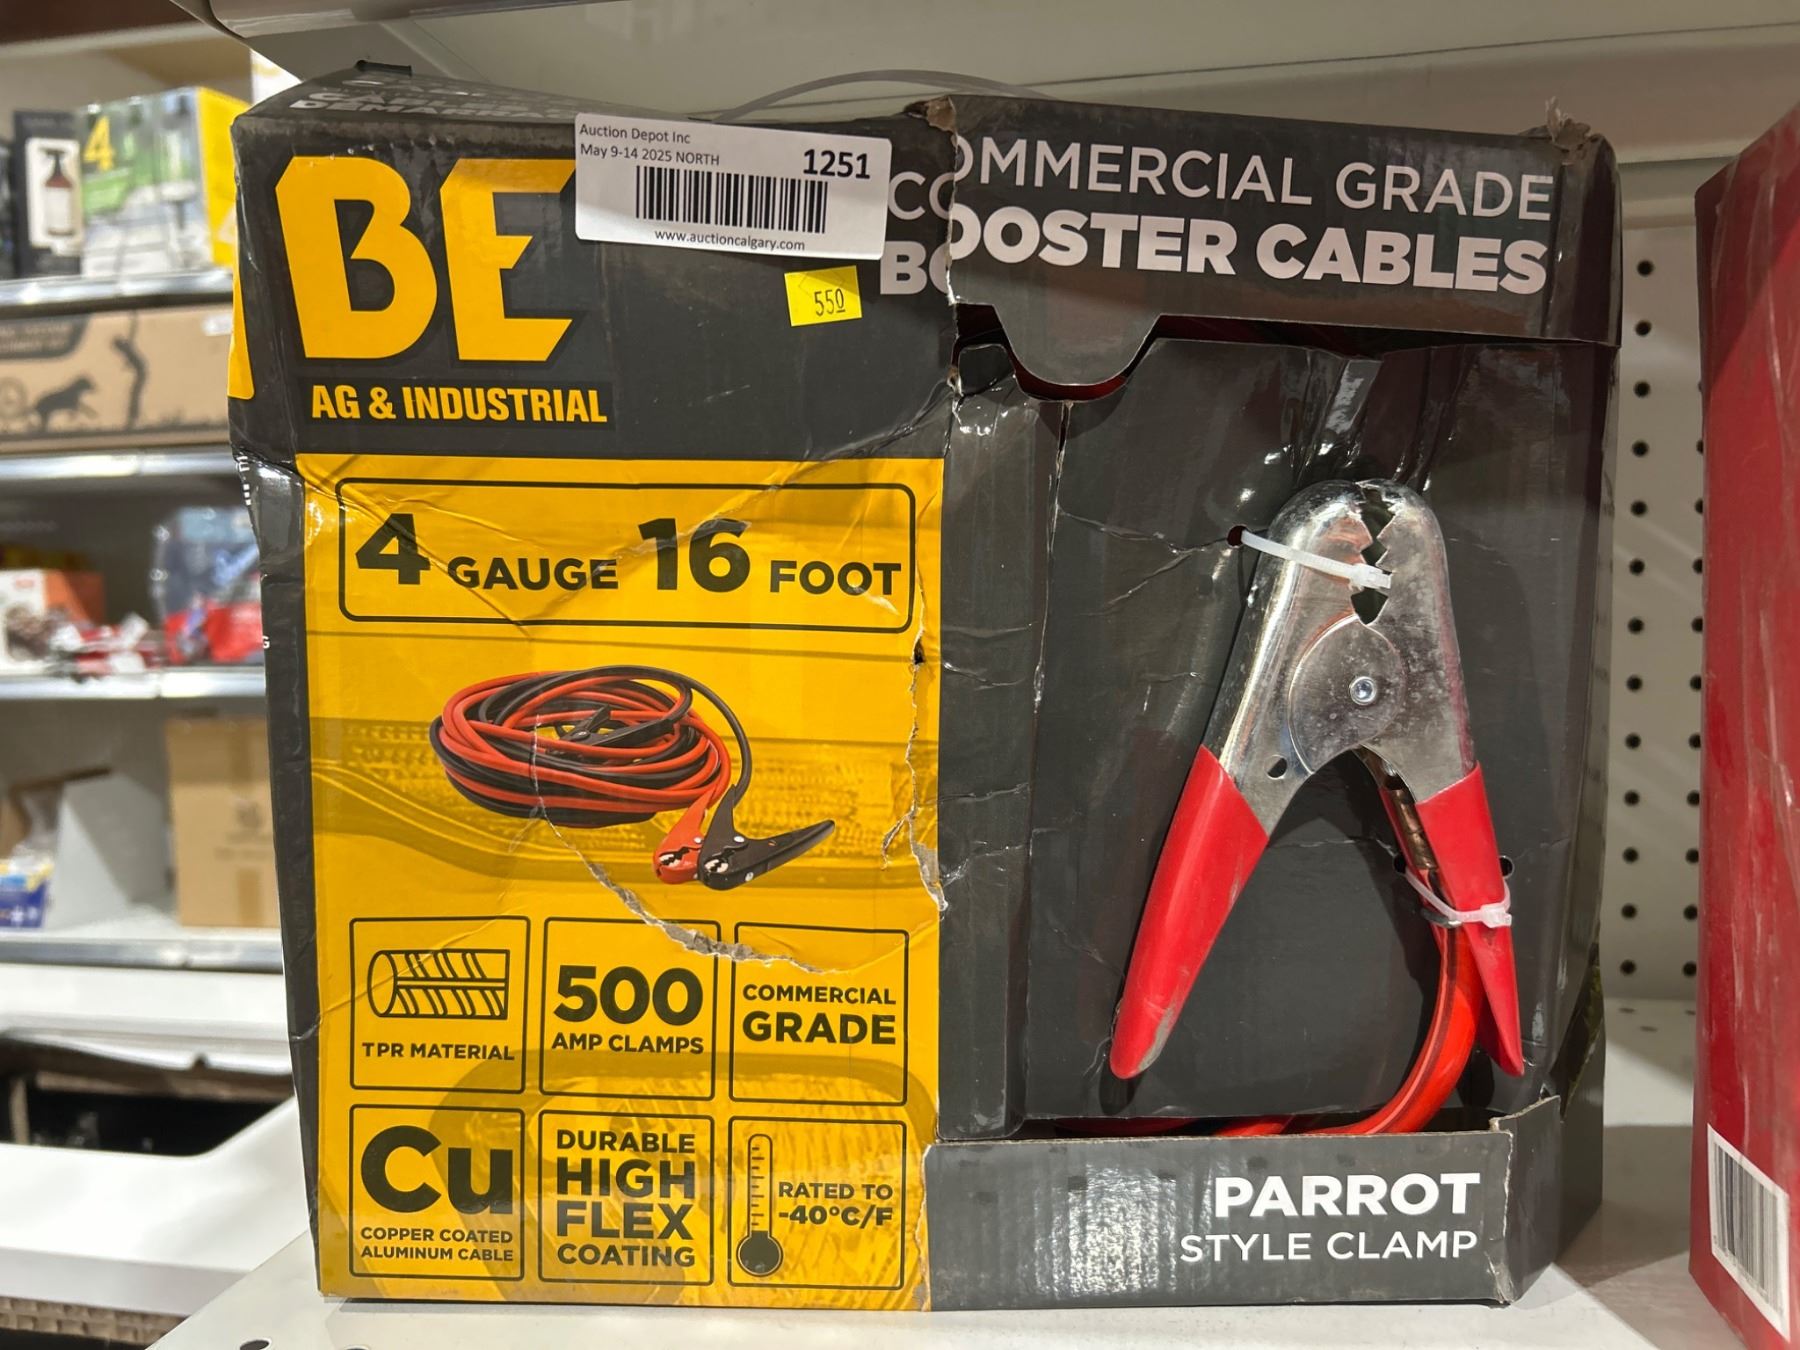 Auction Depot Inc
May 9-14 2025 NORTH
1251
www.auctioncalgary.com
550
BE
AG & INDUSTRIAL
COMMERCIAL GRADE
BOOSTER CABLES
4 GAUGE 16 FOOT
TPR MATERIAL
500
AMP CLAMPS
COMMERCIAL
GRADE
Cu
COPPER COATED
ALUMINUM CABLE
DURABLE
HIGH
FLEX
COATING
RATED TO
-40°C/F
PARROT
STYLE CLAMP
4